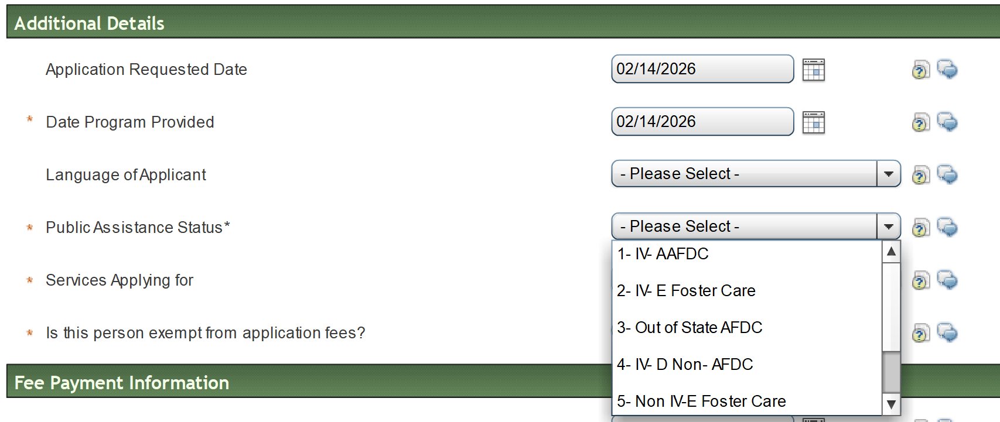 Additional Details
Application Requested Date
02/14/2026
* Date Program Provided
02/14/2026
Language of Applicant
- Please Select -
* Public Assistance Status*
- Please Select -
1- IV- AAFDC
2- IV- E Foster Care
3- Out of State AFDC
4- IV- D Non- AFDC
5- Non IV-E Foster Care
* Services Applying for
* Is this person exempt from application fees?
Fee Payment Information